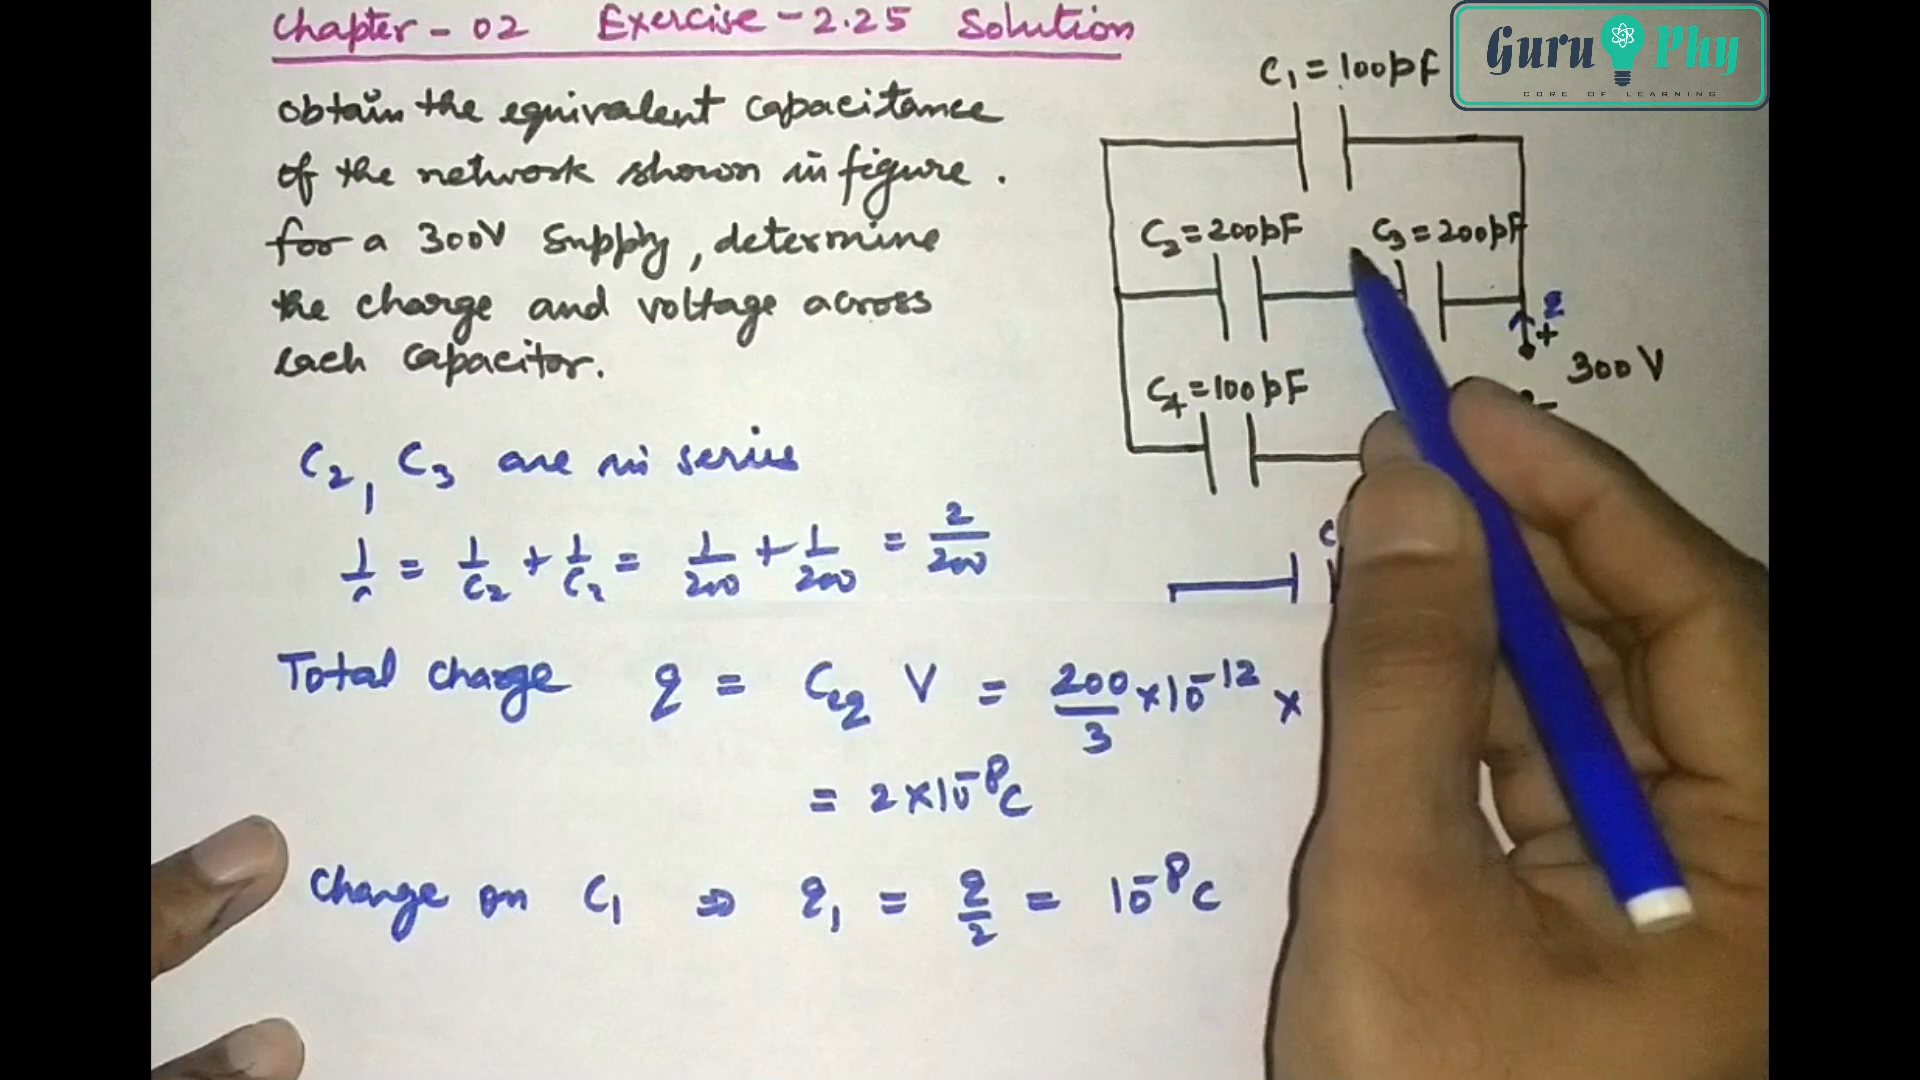 Chapter - 02 Exercise - 2.25 Solution
Obtain the equivalent capacitance
of the network shown in figure.
for a 300V supply, determine
the charge and voltage across
each capacitor.
C₁ = 100pF
C₂ = 200pF C₃ = 200pF
q
+
300 V
-
C₄ = 100pF
C₂, C₃ are in series
1/C = 1/C₂ + 1/C₃ = 1/200 + 1/200 = 2/200
C
Total charge q = Ceq V = 200/3 × 10⁻¹² ×
= 2 × 10⁻⁸ C
Charge on C₁ ⇒ q₁ = q/2 = 10⁻⁸ C
Guru Phy
CORE OF LEARNING